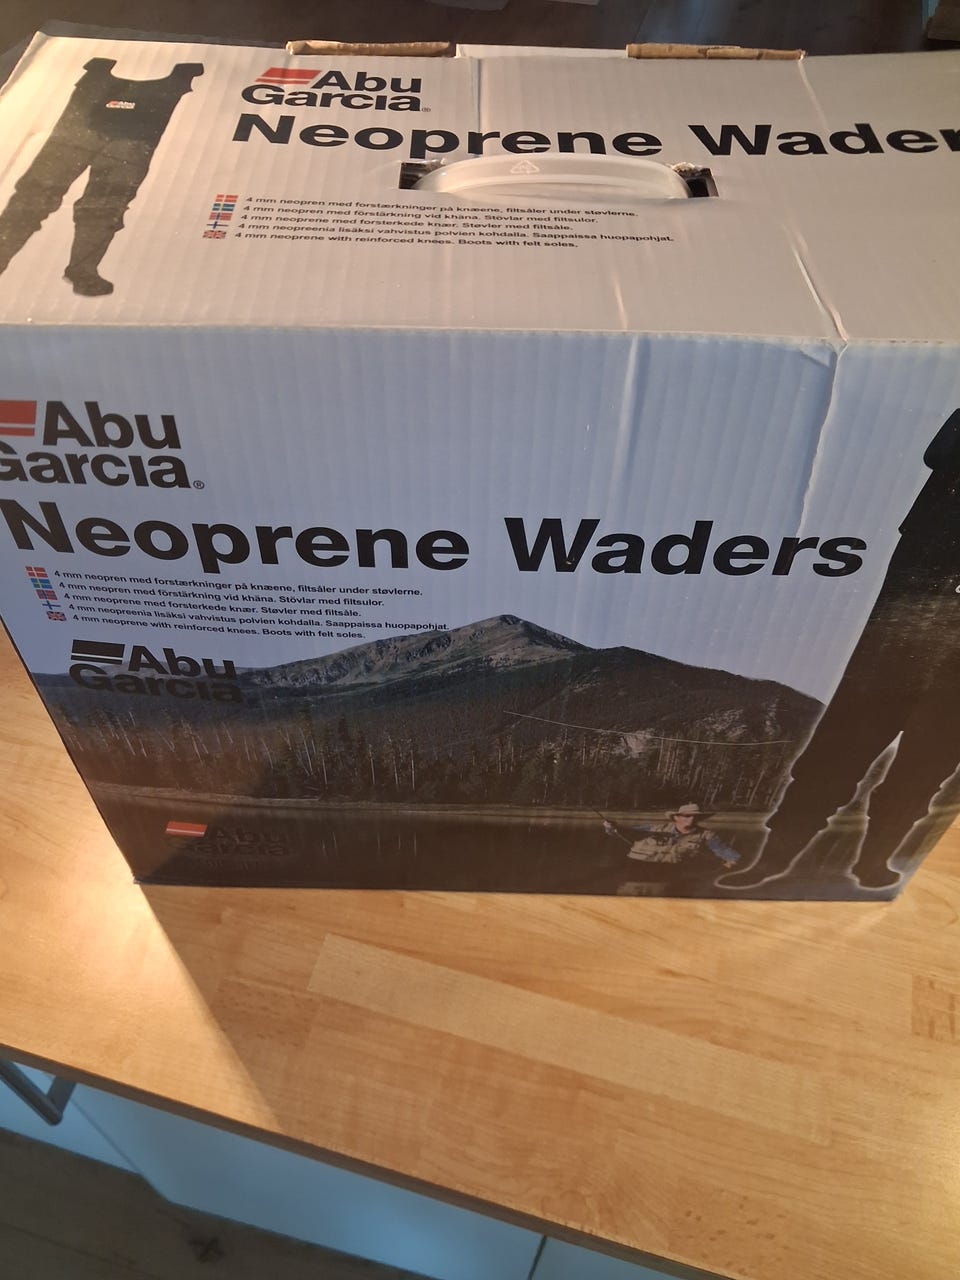 Abu
Garcia®
Neoprene Wader
4 mm neopren med forstærkninger på knæene, filtsåler under støvlerne.
4 mm neopren med förstärkning vid knäna. Stövlar med filtsulor.
4 mm neoprene med forsterkede knær. Støvler med filtsåle.
4 mm neopreenia lisäksi vahvistus polvien kohdalla. Saappaissa huopapohjat.
4 mm neoprene with reinforced knees. Boots with felt soles.
Abu
Garcia®
Neoprene Waders
4 mm neopren med forstærkninger på knæene, filtsåler under støvlerne.
4 mm neopren med förstärkning vid knäna. Stövlar med filtsulor.
4 mm neoprene med forsterkede knær. Støvler med filtsåle.
4 mm neopreenia lisäksi vahvistus polvien kohdalla. Saappaissa huopapohjat.
4 mm neoprene with reinforced knees. Boots with felt soles.
Abu
Garcia
Abu
Garcia